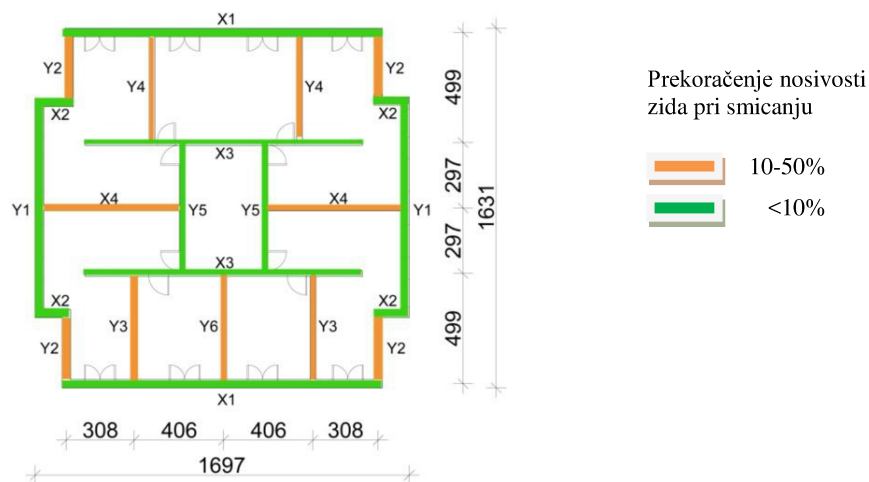 X1
Y2
Y2
Y4
Y4
X2
X2
X3
X4
X4
Y1
Y5
Y5
Y1
X3
X2
X2
Y3
Y6
Y3
Y2
Y2
X1
499
297
297
499
1631
308 406 406 308
1697
Prekoračenje nosivosti
zida pri smicanju
10-50%
<10%